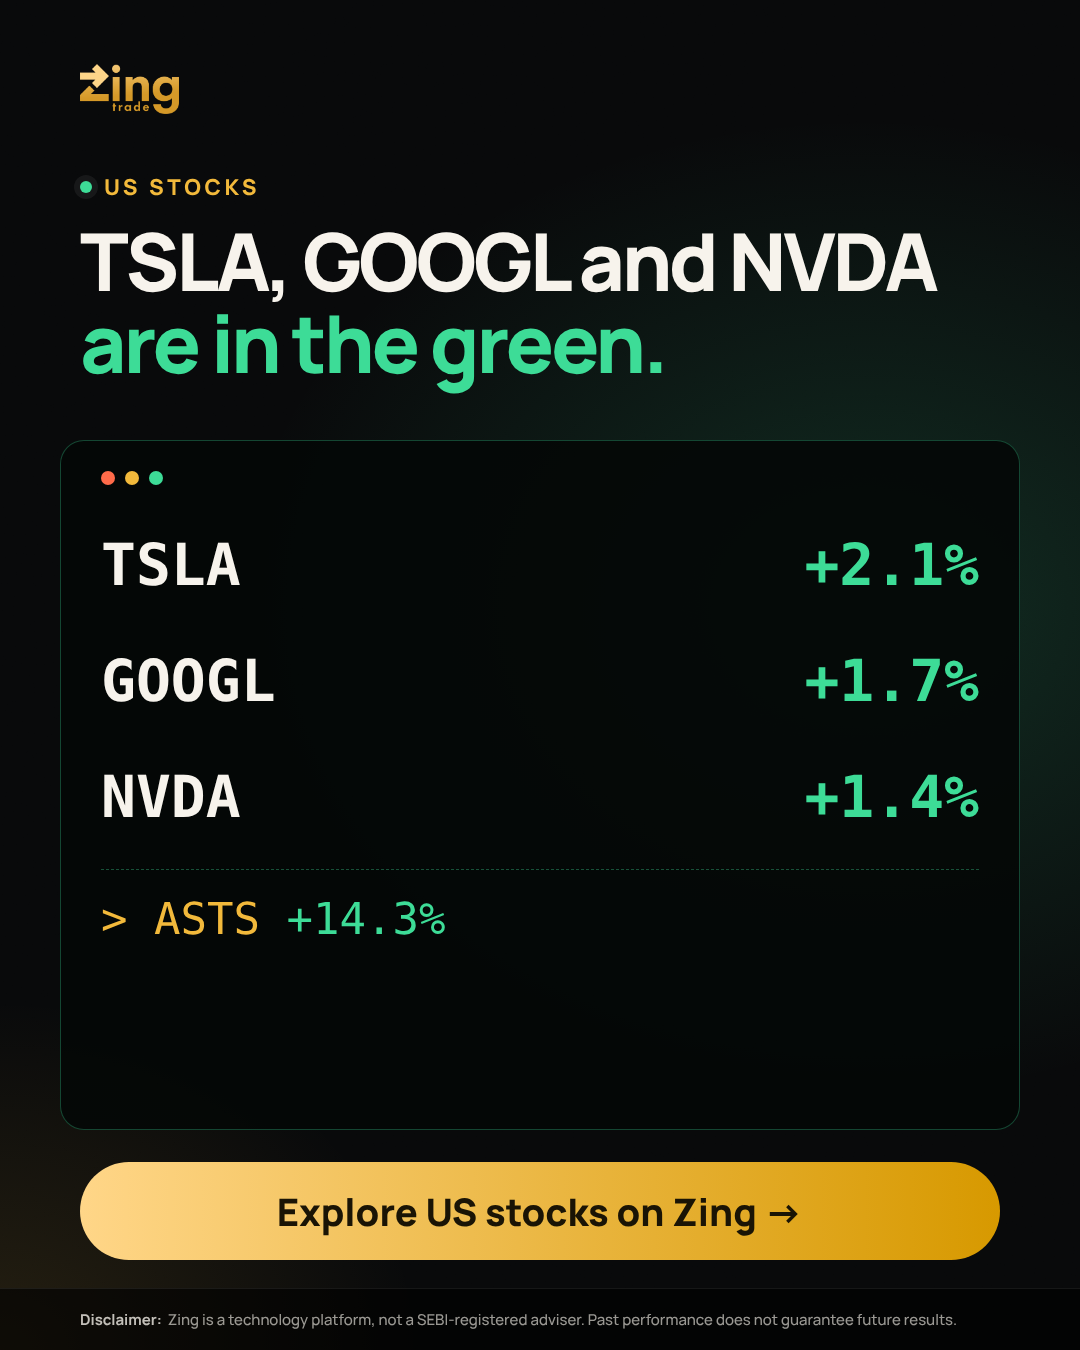 Zing
trade
US STOCKS
TSLA, GOOGL and NVDA
are in the green.
TSLA +2.1%
GOOGL +1.7%
NVDA +1.4%
> ASTS +14.3%
Explore US stocks on Zing →
Disclaimer: Zing is a technology platform, not a SEBI-registered adviser. Past performance does not guarantee future results.